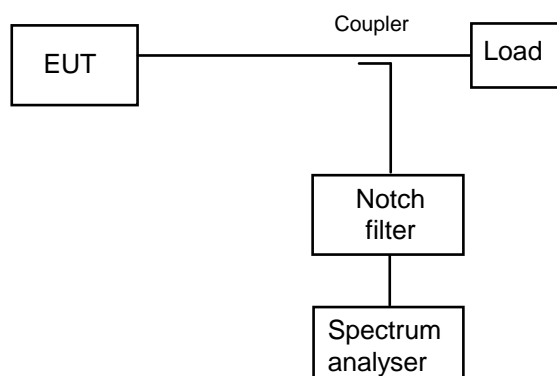 Coupler
EUT
Load
Notch
filter
Spectrum
analyser